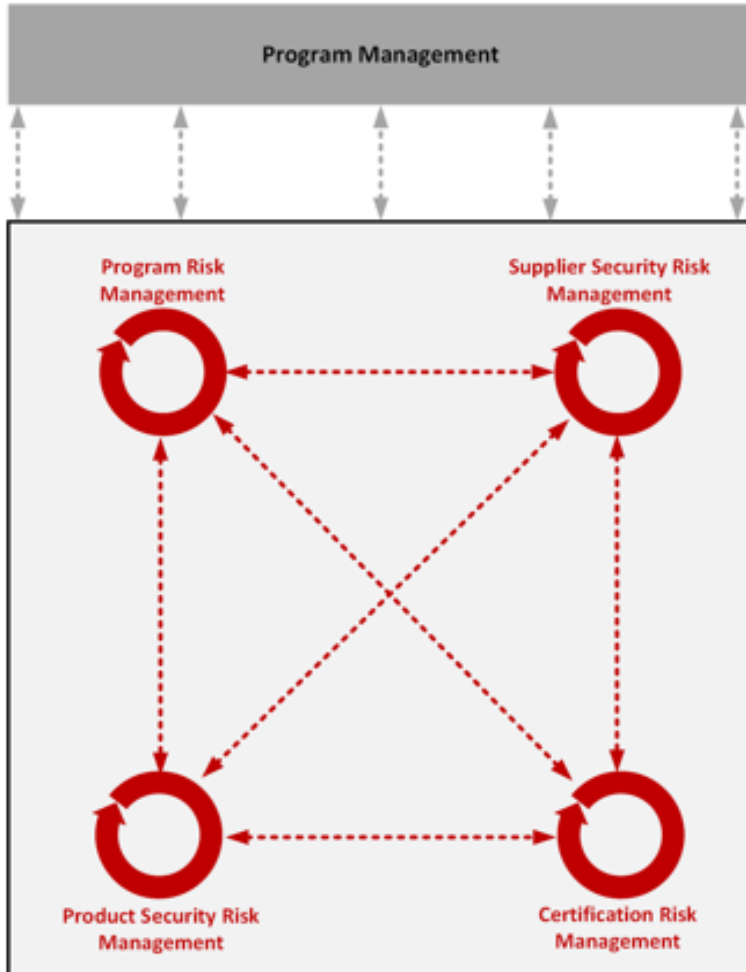 Program Management
Program Risk
Management
Supplier Security Risk
Management
Product Security Risk
Management
Certification Risk
Management